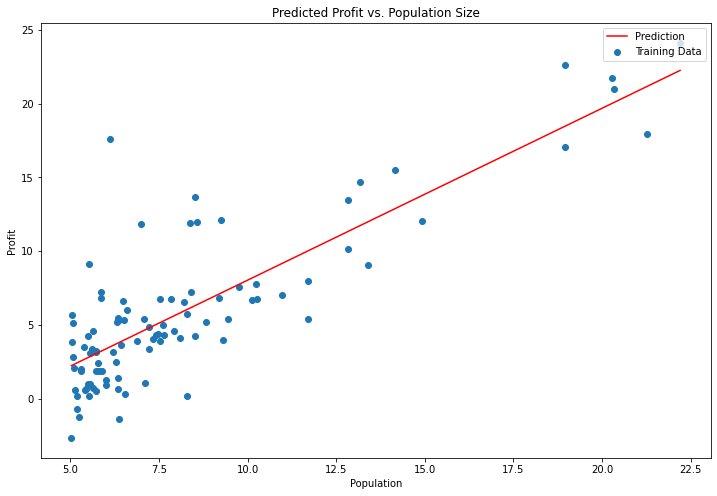 Predicted Profit vs. Population Size
Prediction
Training Data
25
20
15
10
5
0
Profit
5.0 7.5 10.0 12.5 15.0 17.5 20.0 22.5
Population